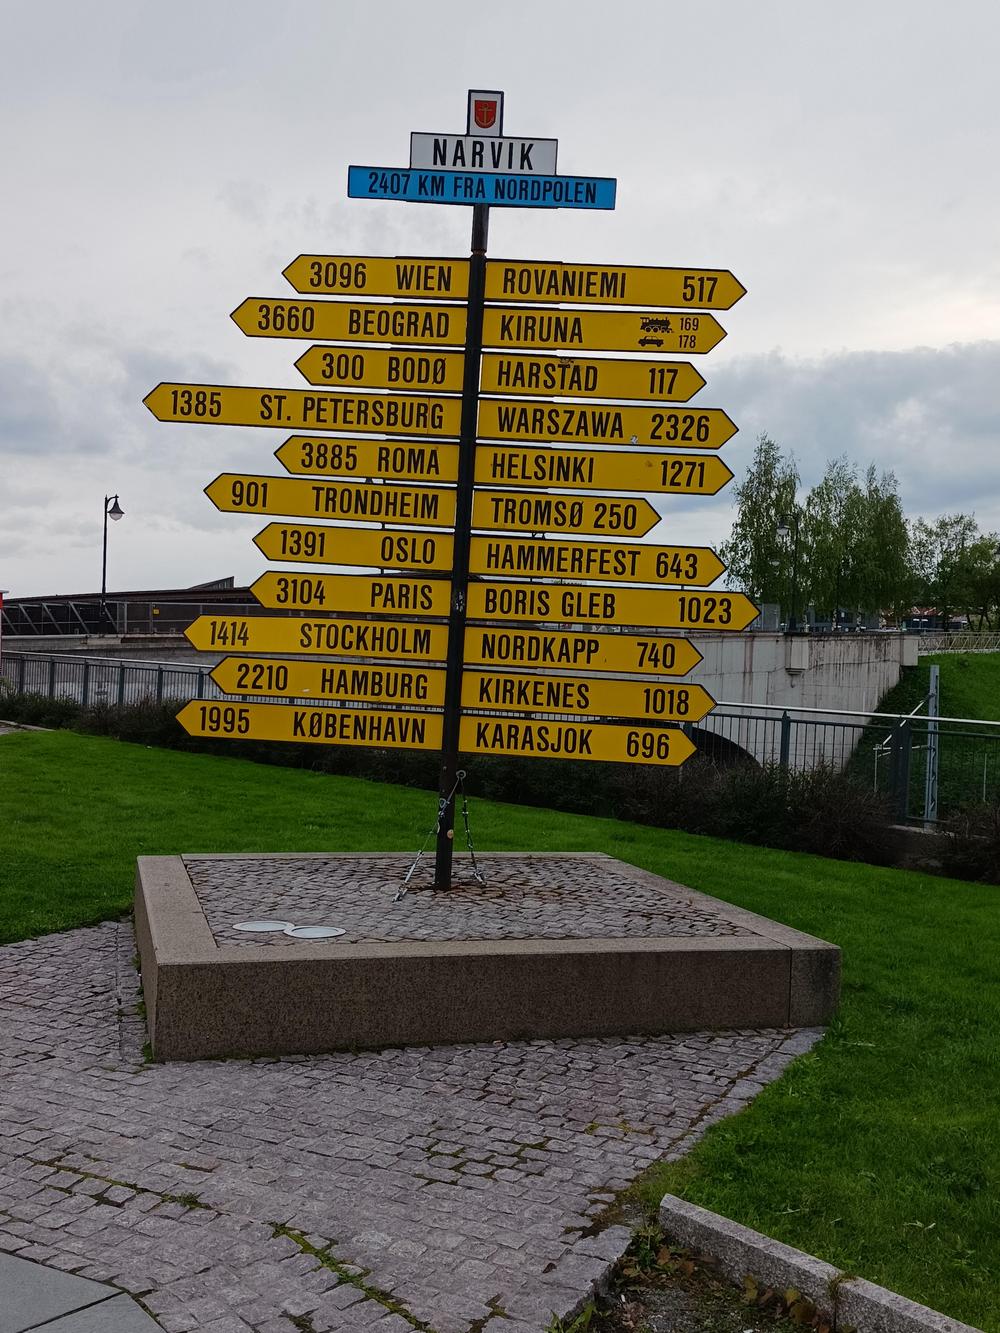 NARVIK
2407 KM FRA NORDPOLEN
3096 WIEN
ROVANIEMI 517
3660 BEOGRAD
KIRUNA 169
178
300 BODØ
HARSTAD 117
1385 ST. PETERSBURG
WARSZAWA 2326
3885 ROMA
HELSINKI 1271
901 TRONDHEIM
TROMSØ 250
1391 OSLO
HAMMERFEST 643
3104 PARIS
BORIS GLEB 1023
1414 STOCKHOLM
NORDKAPP 740
2210 HAMBURG
KIRKENES 1018
1995 KØBENHAVN
KARASJOK 696